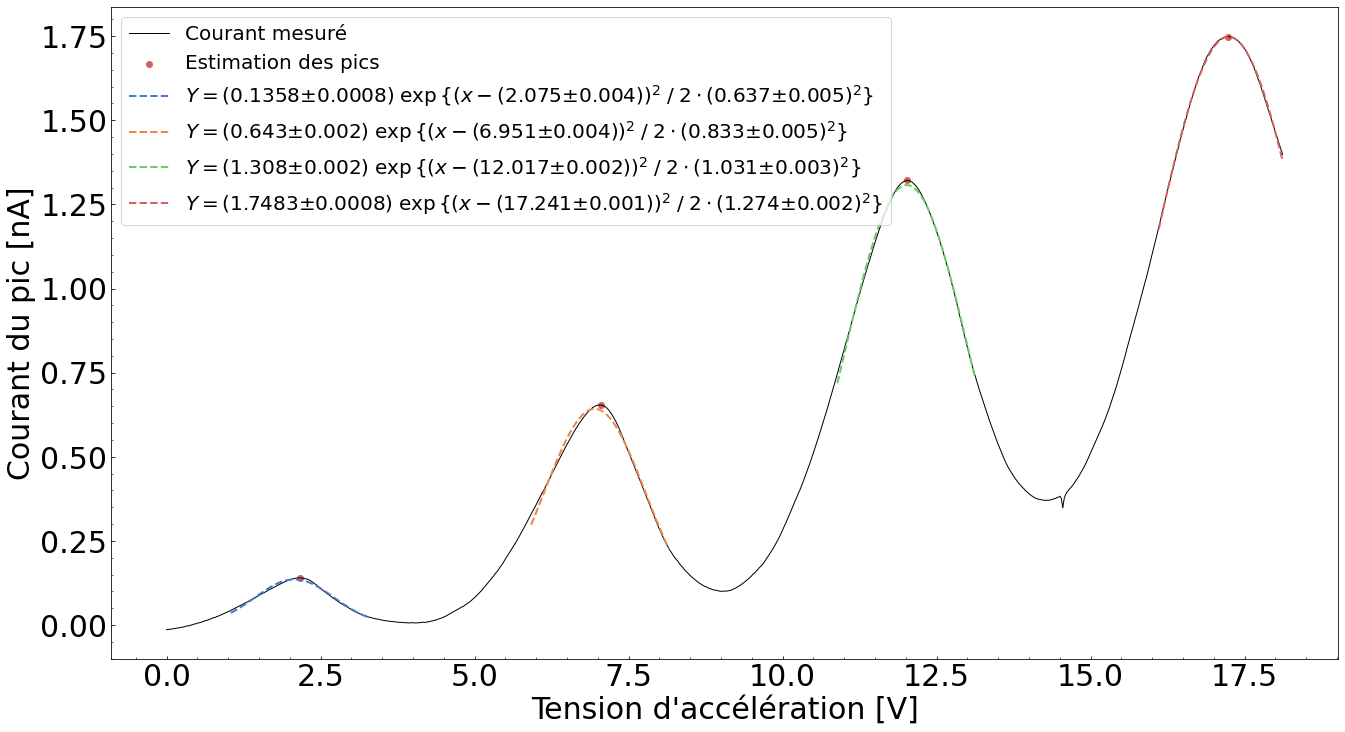 Courant mesuré
Estimation des pics
Y = (0.1358±0.0008) exp {(x − (2.075±0.004))² / 2 · (0.637±0.005)²}
Y = (0.643±0.002) exp {(x − (6.951±0.004))² / 2 · (0.833±0.005)²}
Y = (1.308±0.002) exp {(x − (12.017±0.002))² / 2 · (1.031±0.003)²}
Y = (1.7483±0.0008) exp {(x − (17.241±0.001))² / 2 · (1.274±0.002)²}
Courant du pic [nA]
1.75
1.50
1.25
1.00
0.75
0.50
0.25
0.00
0.0 2.5 5.0 7.5 10.0 12.5 15.0 17.5
Tension d'accélération [V]